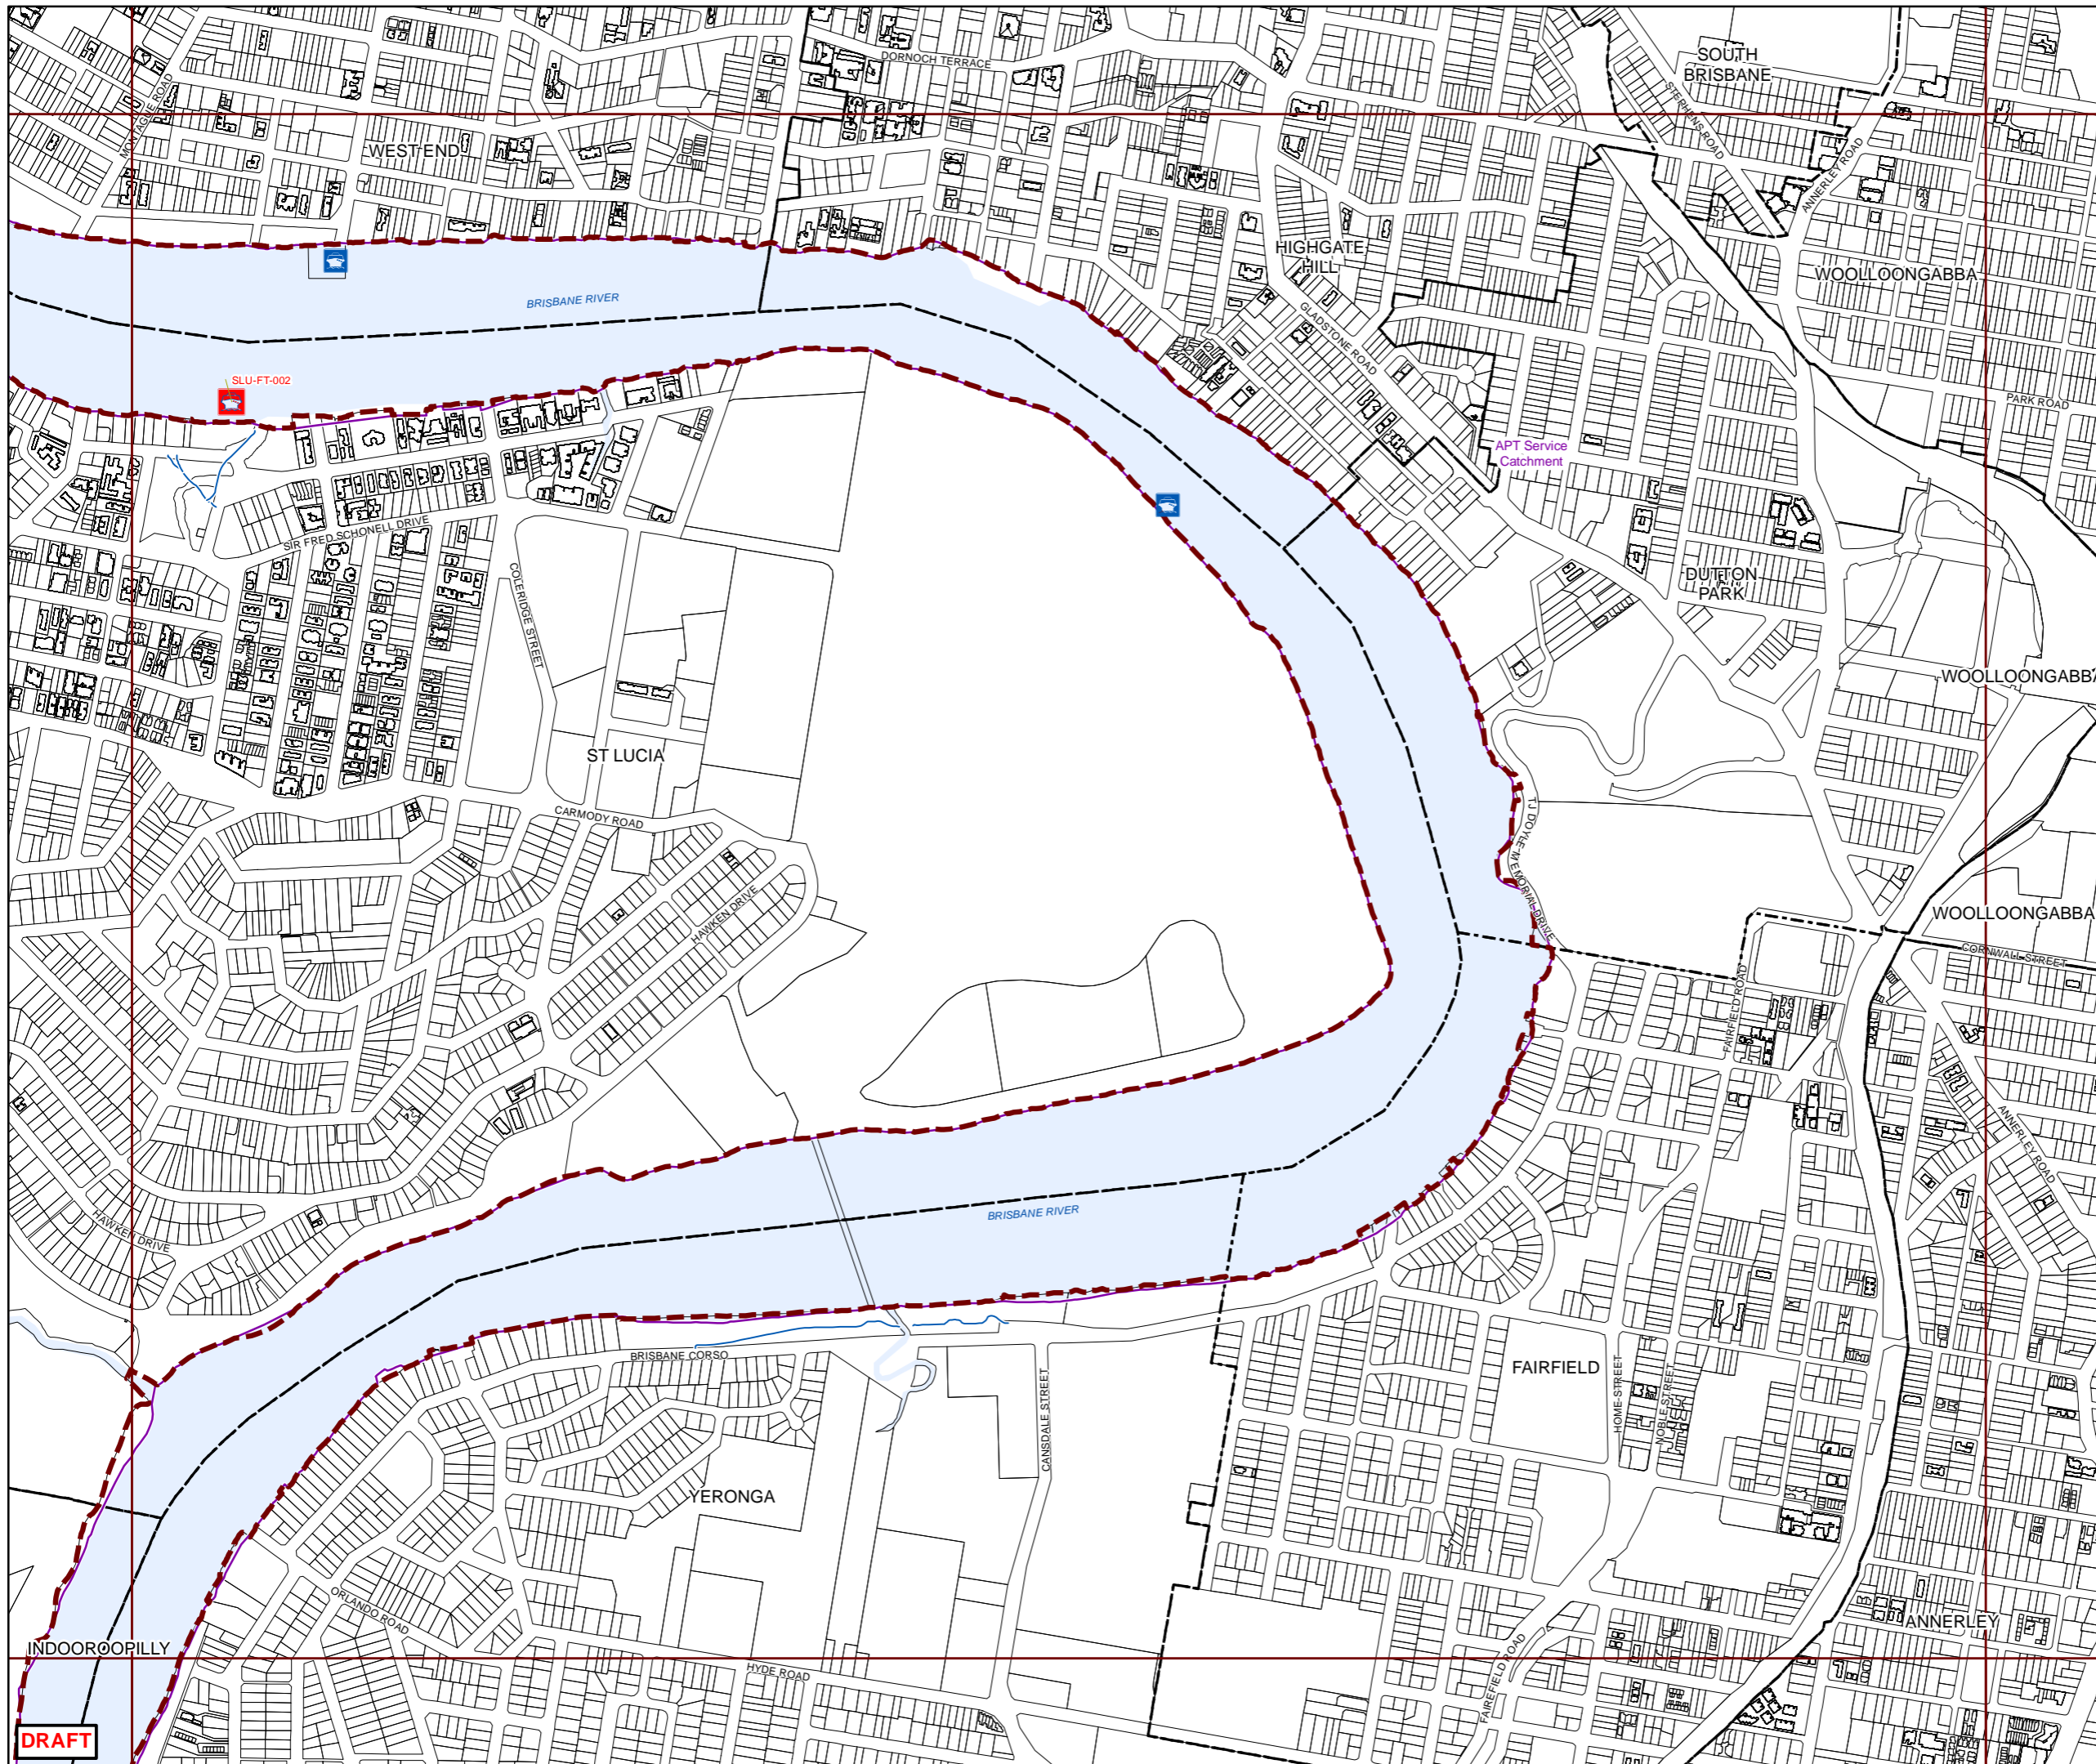 DORNOCH TERRACE
SOUTH
BRISBANE
MONTAGUE ROAD
STEPHENS ROAD
WEST END
ANNERLEY ROAD
HIGHGATE
HILL
WOOLLOONGABBA
BRISBANE RIVER
GLADSTONE ROAD
SLU-FT-002
PARK ROAD
APT Service
Catchment
SIR FRED SCHONELL DRIVE
COLERIDGE STREET
DUTTON
PARK
WOOLLOONGABBA
ST LUCIA
CARMODY ROAD
T J DOYLE MEMORIAL DRIVE
HAWKEN DRIVE
WOOLLOONGABBA
CORNWALL STREET
FAIRFIELD ROAD
ANNERLEY ROAD
HAWKEN DRIVE
BRISBANE RIVER
BRISBANE CORSO
CANSDALE STREET
FAIRFIELD
HOME STREET
NOBLE STREET
YERONGA
ORLANDO ROAD
ANNERLEY
INDOOROOPILLY
HYDE ROAD
FAIREFIELD ROAD
DRAFT